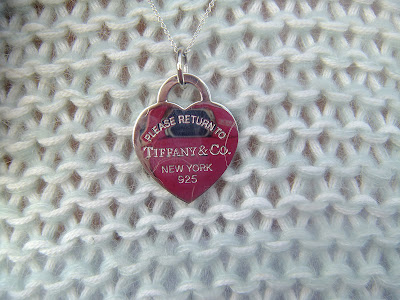 PLEASE RETURN TO
TIFFANY & CO.
NEW YORK
925